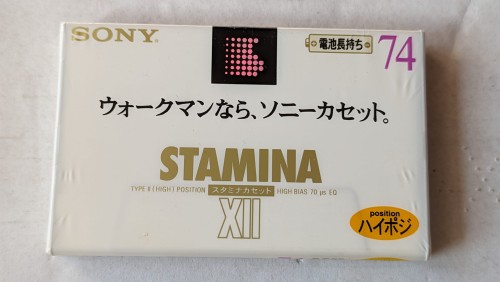 SONY
電池長持ち
74
ウォークマンなら、ソニーカセット。
STAMINA
TYPE II (HIGH) POSITION スタミナカセット HIGH BIAS 70 μs EQ
XII
position
ハイポジ